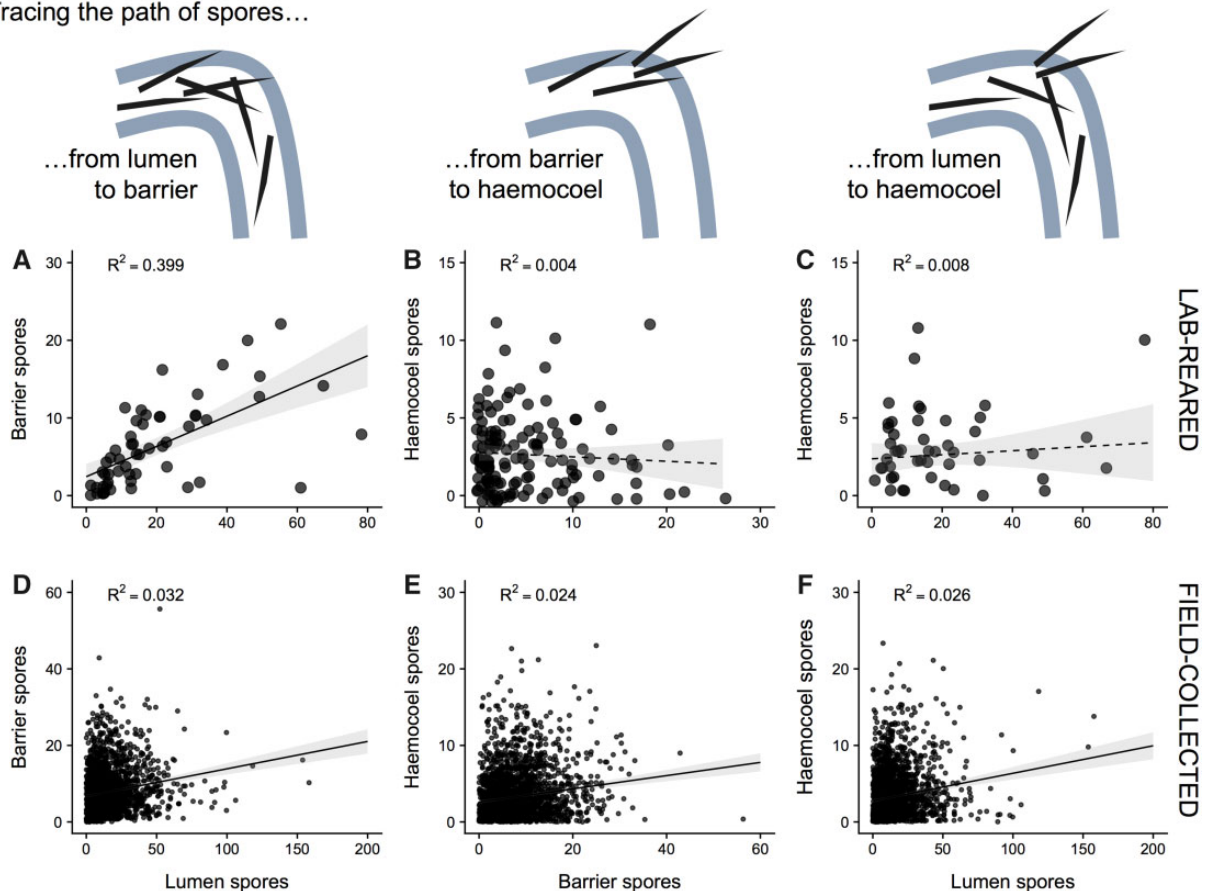 racing the path of spores…
…from lumen
to barrier
…from barrier
to haemocoel
…from lumen
to haemocoel
A
R² = 0.399
30
20
10
0
Barrier spores
0 20 40 60 80
B
R² = 0.004
15
10
5
0
Haemocoel spores
0 10 20 30
C
R² = 0.008
15
10
5
0
Haemocoel spores
0 20 40 60 80
LAB-REARED
D
R² = 0.032
60
40
20
0
Barrier spores
0 50 100 150 200
Lumen spores
E
R² = 0.024
30
20
10
0
Haemocoel spores
0 20 40 60
Barrier spores
F
R² = 0.026
30
20
10
0
Haemocoel spores
0 50 100 150 200
Lumen spores
FIELD-COLLECTED